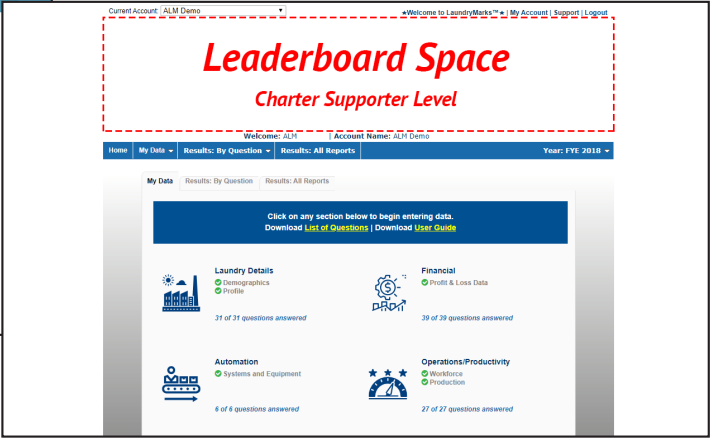 Current Account: ALM Demo
★Welcome to LaundryMarks™★ | My Account | Support | Logout
Leaderboard Space
Charter Supporter Level
Welcome: ALM | Account Name: ALM Demo
Home My Data Results: By Question Results: All Reports Year: FYE 2018
My Data Results: By Question Results: All Reports
Click on any section below to begin entering data.
Download List of Questions | Download User Guide
Laundry Details
Demographics
Profile
31 of 31 questions answered
Financial
Profit & Loss Data
39 of 39 questions answered
Automation
Systems and Equipment
6 of 6 questions answered
Operations/Productivity
Workforce
Production
27 of 27 questions answered